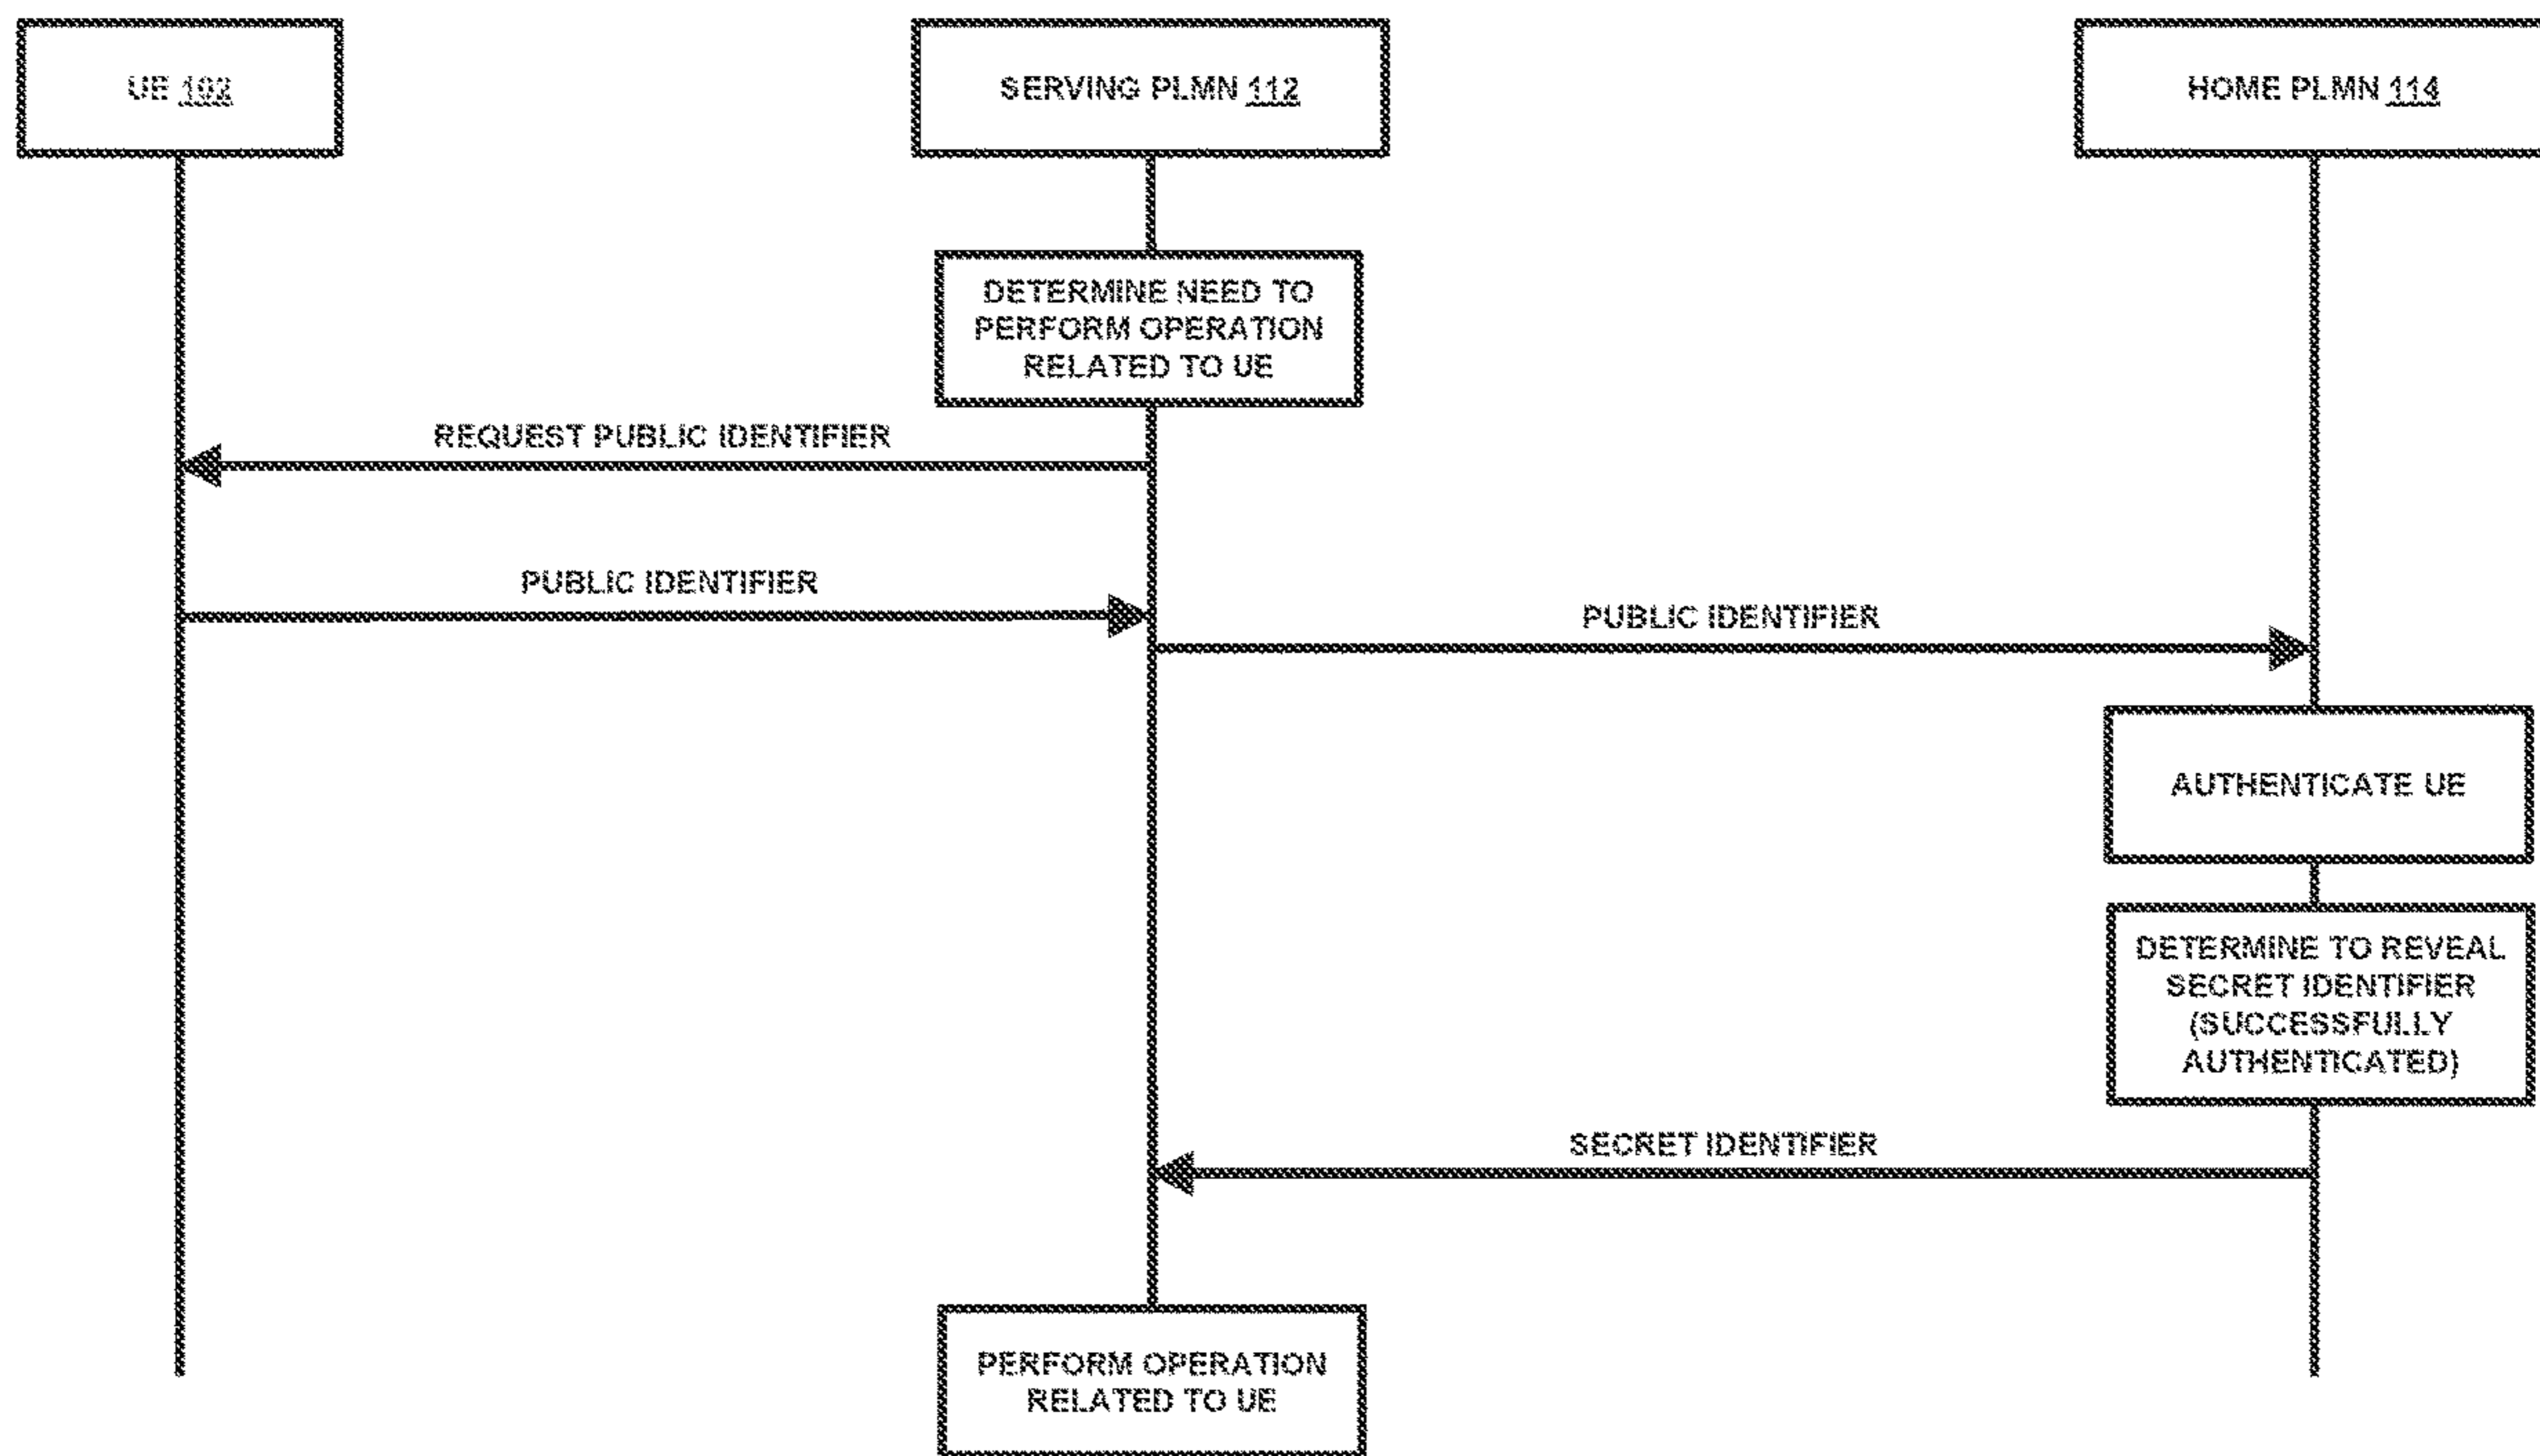 UE 102
SERVING PLMN 112
HOME PLMN 114
DETERMINE NEED TO
PERFORM OPERATION
RELATED TO UE
REQUEST PUBLIC IDENTIFIER
PUBLIC IDENTIFIER
PUBLIC IDENTIFIER
AUTHENTICATE UE
DETERMINE TO REVEAL
SECRET IDENTIFIER
(SUCCESSFULLY
AUTHENTICATED)
SECRET IDENTIFIER
PERFORM OPERATION
RELATED TO UE